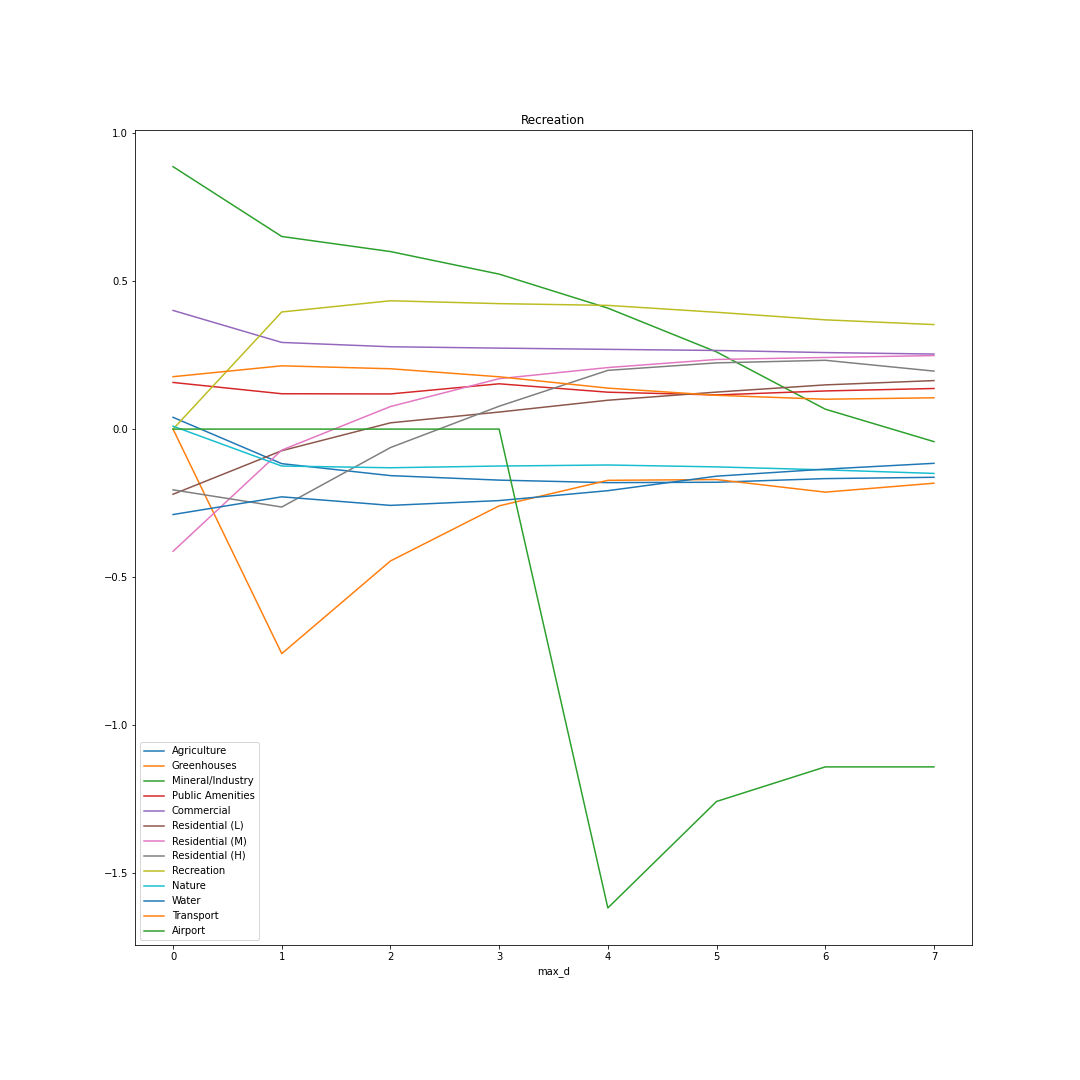 Recreation
1.0
0.5
0.0
−0.5
−1.0
−1.5
Agriculture
Greenhouses
Mineral/Industry
Public Amenities
Commercial
Residential (L)
Residential (M)
Residential (H)
Recreation
Nature
Water
Transport
Airport
0 1 2 3 4 5 6 7
max_d